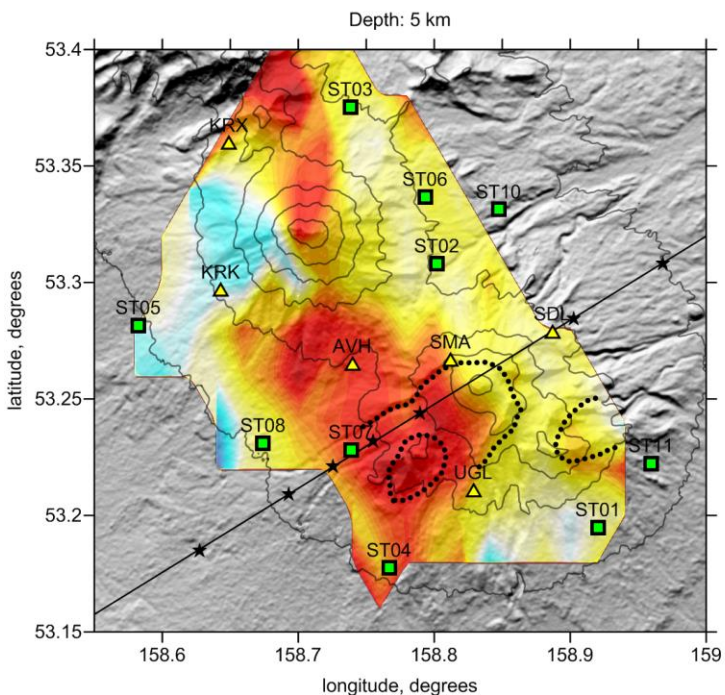 Depth: 5 km
53.4
ST03
KRX
53.35
ST06
ST10
ST02
53.3
KRK
ST05
SDL
SMA
AVH
latitude, degrees
53.25
ST08
ST07
ST11
UGL
53.2
ST01
ST04
53.15
158.6 158.7 158.8 158.9 159
longitude, degrees